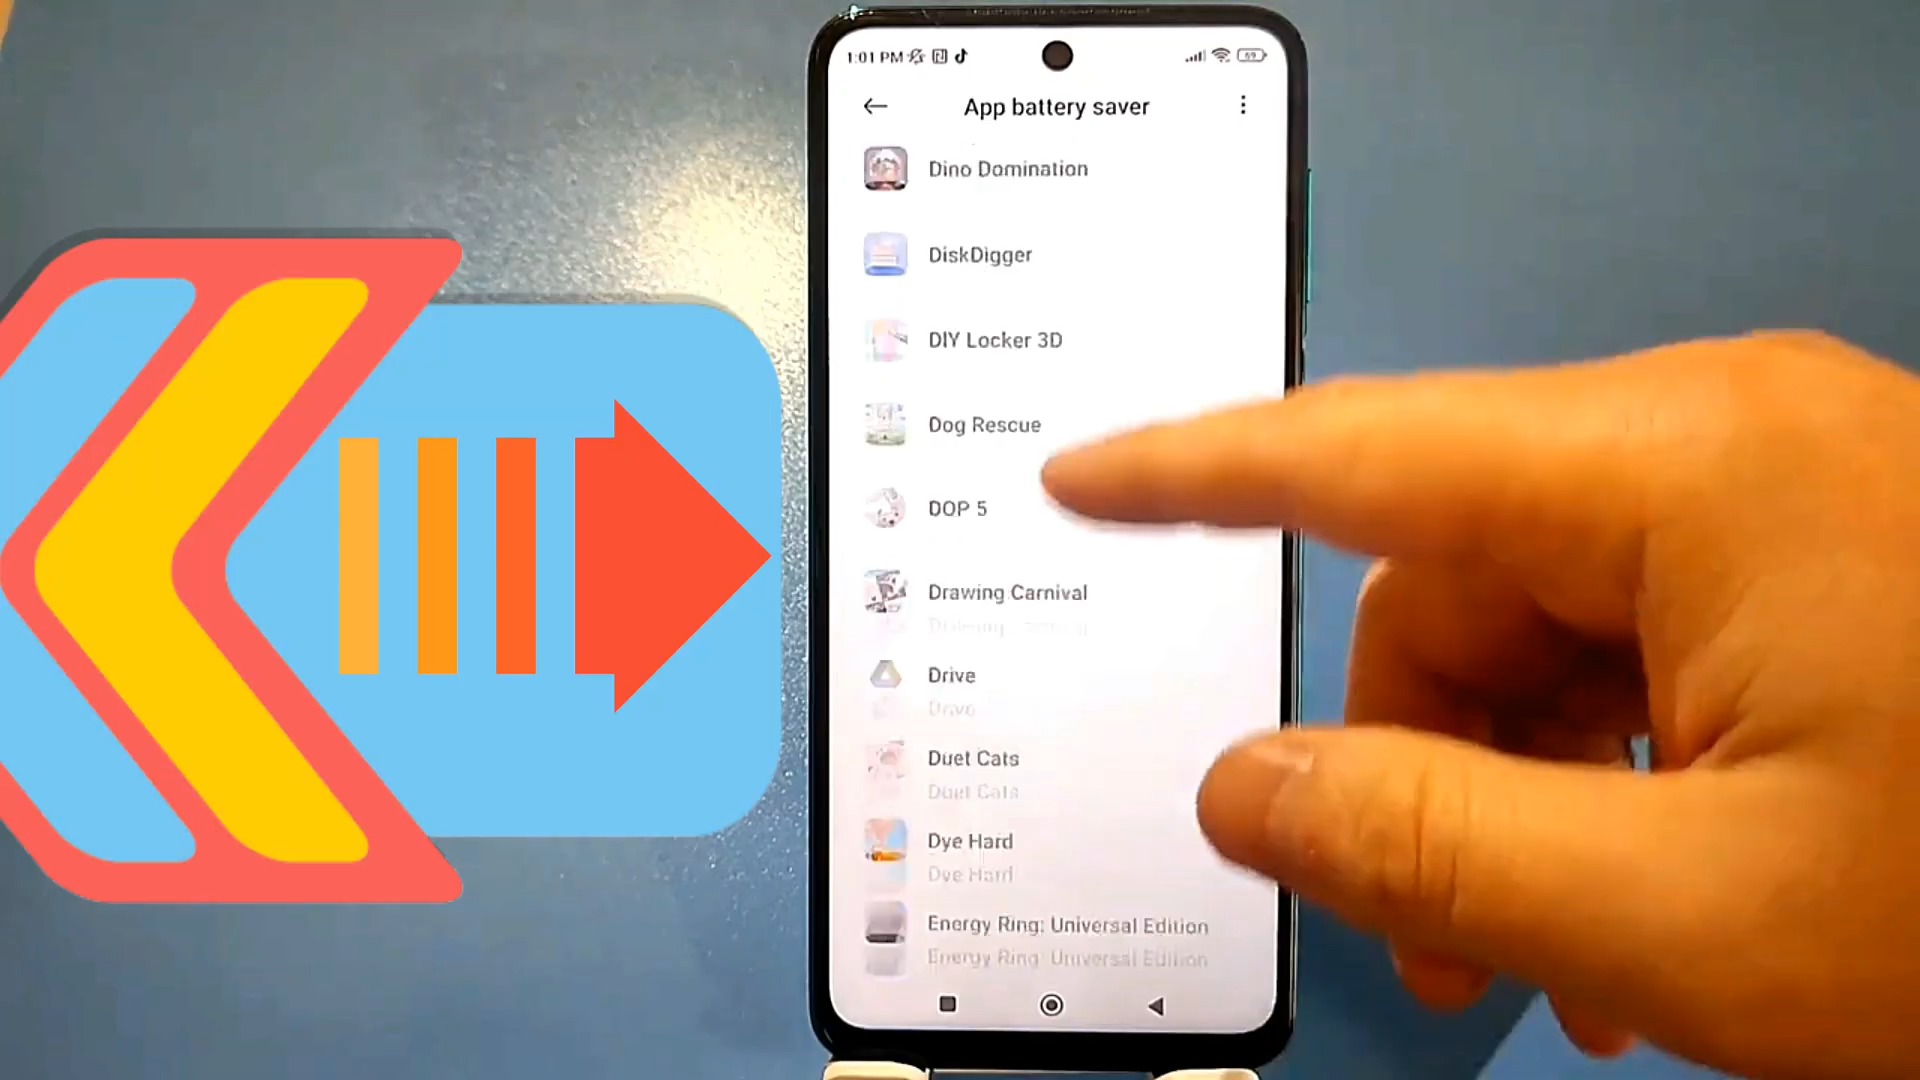 1:01 PM
59
App battery saver
Dino Domination
DiskDigger
DIY Locker 3D
Dog Rescue
DOP 5
Drawing Carnival
Drawing Carnival
Drive
Drive
Duet Cats
Duet Cats
Dye Hard
Dye Hard
Energy Ring: Universal Edition
Energy Ring: Universal Edition